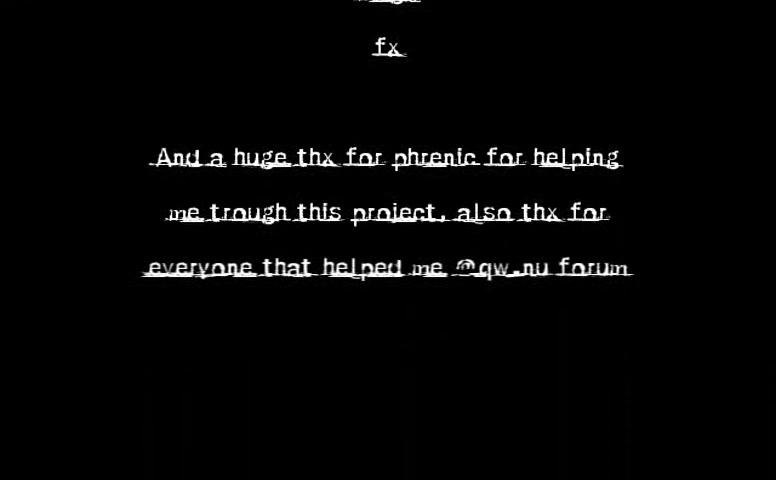 fx
And a huge thx for phrenic for helping
me trough this project, also thx for
everyone that helped me @qw.nu forum